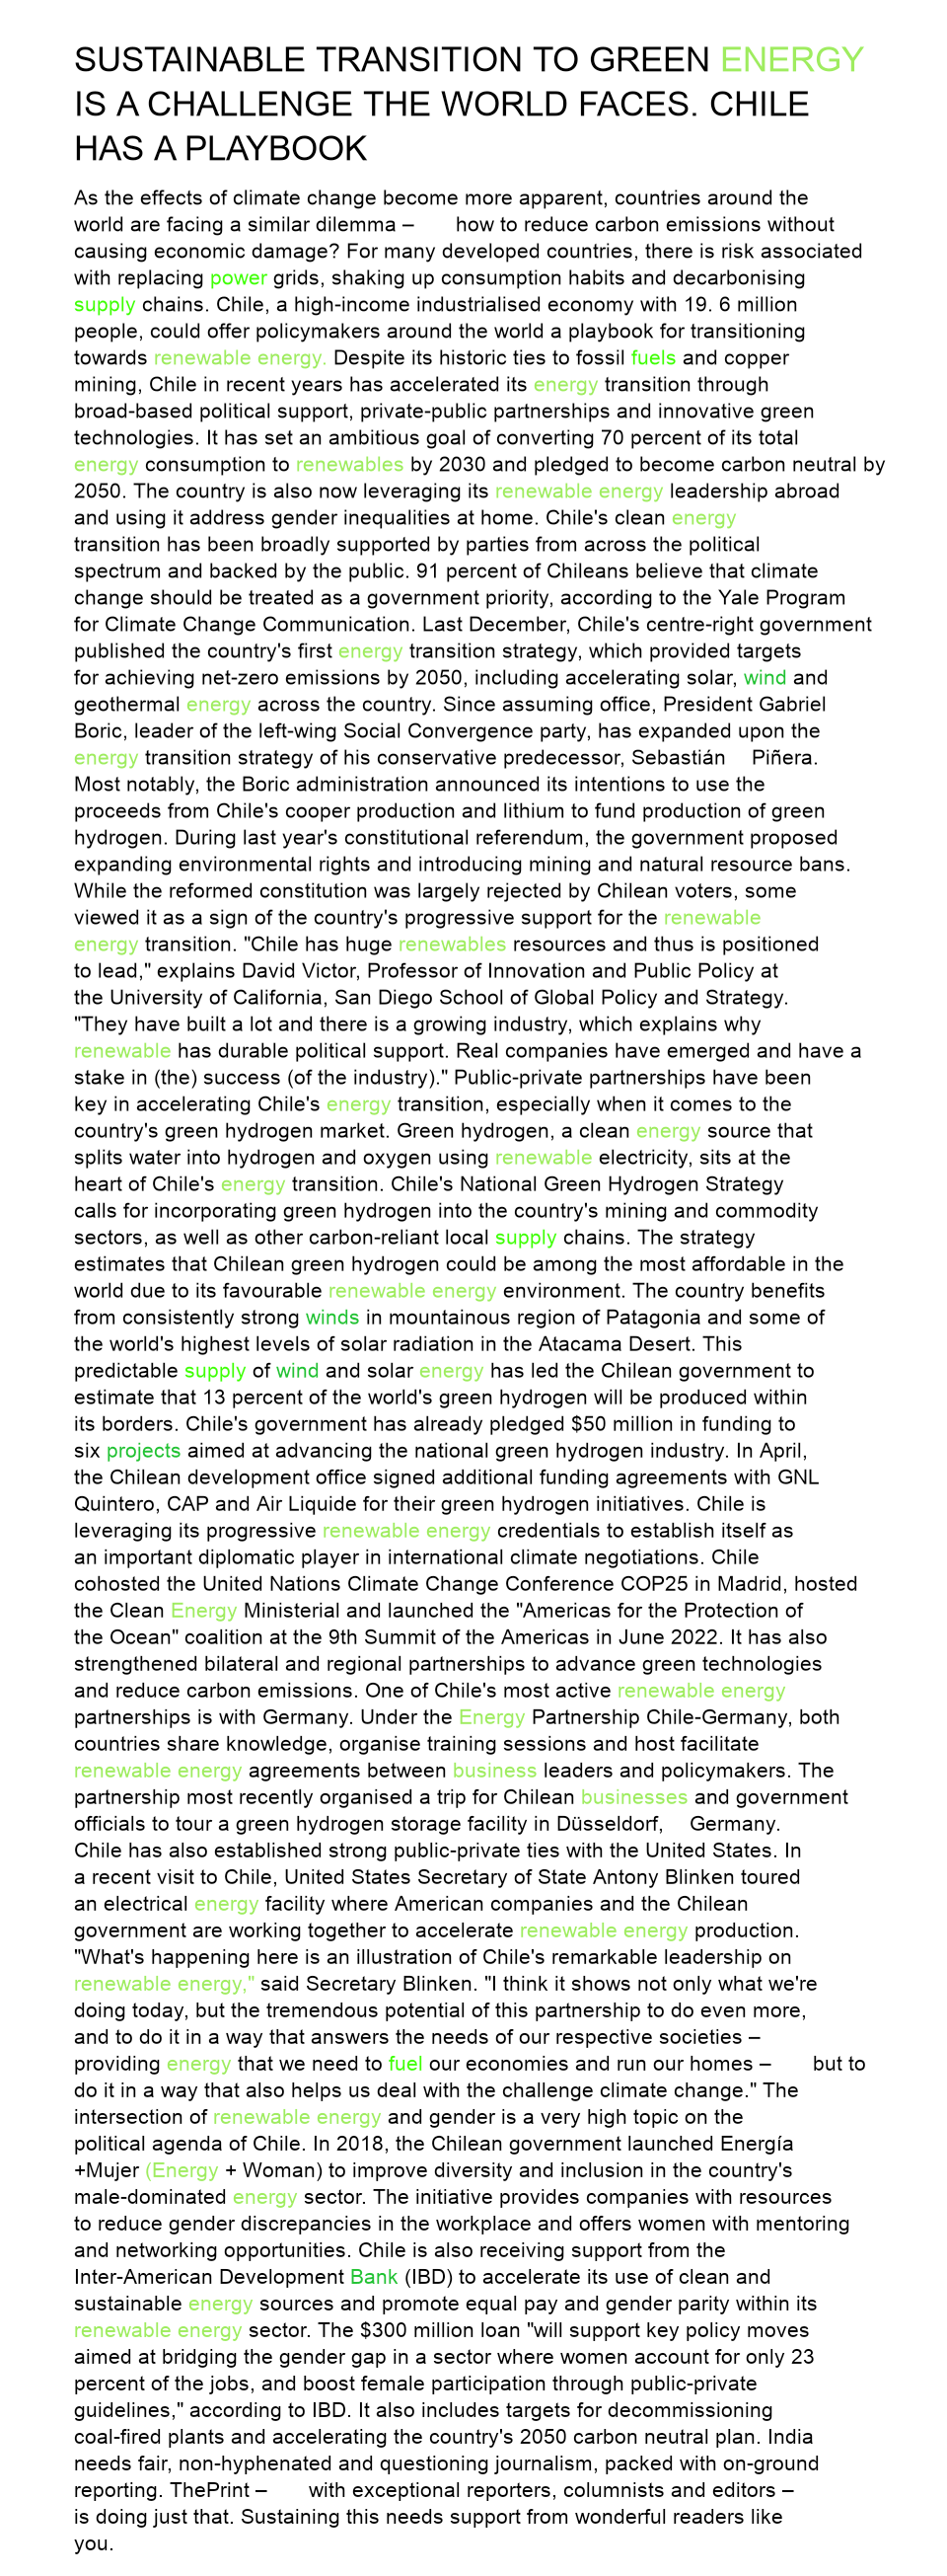 SUSTAINABLE TRANSITION TO GREEN ENERGY
IS A CHALLENGE THE WORLD FACES. CHILE
HAS A PLAYBOOK
As the effects of climate change become more apparent, countries around the
world are facing a similar dilemma – how to reduce carbon emissions without
causing economic damage? For many developed countries, there is risk associated
with replacing power grids, shaking up consumption habits and decarbonising
supply chains. Chile, a high-income industrialised economy with 19. 6 million
people, could offer policymakers around the world a playbook for transitioning
towards renewable energy. Despite its historic ties to fossil fuels and copper
mining, Chile in recent years has accelerated its energy transition through
broad-based political support, private-public partnerships and innovative green
technologies. It has set an ambitious goal of converting 70 percent of its total
energy consumption to renewables by 2030 and pledged to become carbon neutral by
2050. The country is also now leveraging its renewable energy leadership abroad
and using it address gender inequalities at home. Chile's clean energy
transition has been broadly supported by parties from across the political
spectrum and backed by the public. 91 percent of Chileans believe that climate
change should be treated as a government priority, according to the Yale Program
for Climate Change Communication. Last December, Chile's centre-right government
published the country's first energy transition strategy, which provided targets
for achieving net-zero emissions by 2050, including accelerating solar, wind and
geothermal energy across the country. Since assuming office, President Gabriel
Boric, leader of the left-wing Social Convergence party, has expanded upon the
energy transition strategy of his conservative predecessor, Sebastián Piñera.
Most notably, the Boric administration announced its intentions to use the
proceeds from Chile's cooper production and lithium to fund production of green
hydrogen. During last year's constitutional referendum, the government proposed
expanding environmental rights and introducing mining and natural resource bans.
While the reformed constitution was largely rejected by Chilean voters, some
viewed it as a sign of the country's progressive support for the renewable
energy transition. "Chile has huge renewables resources and thus is positioned
to lead," explains David Victor, Professor of Innovation and Public Policy at
the University of California, San Diego School of Global Policy and Strategy.
"They have built a lot and there is a growing industry, which explains why
renewable has durable political support. Real companies have emerged and have a
stake in (the) success (of the industry)." Public-private partnerships have been
key in accelerating Chile's energy transition, especially when it comes to the
country's green hydrogen market. Green hydrogen, a clean energy source that
splits water into hydrogen and oxygen using renewable electricity, sits at the
heart of Chile's energy transition. Chile's National Green Hydrogen Strategy
calls for incorporating green hydrogen into the country's mining and commodity
sectors, as well as other carbon-reliant local supply chains. The strategy
estimates that Chilean green hydrogen could be among the most affordable in the
world due to its favourable renewable energy environment. The country benefits
from consistently strong winds in mountainous region of Patagonia and some of
the world's highest levels of solar radiation in the Atacama Desert. This
predictable supply of wind and solar energy has led the Chilean government to
estimate that 13 percent of the world's green hydrogen will be produced within
its borders. Chile's government has already pledged $50 million in funding to
six projects aimed at advancing the national green hydrogen industry. In April,
the Chilean development office signed additional funding agreements with GNL
Quintero, CAP and Air Liquide for their green hydrogen initiatives. Chile is
leveraging its progressive renewable energy credentials to establish itself as
an important diplomatic player in international climate negotiations. Chile
cohosted the United Nations Climate Change Conference COP25 in Madrid, hosted
the Clean Energy Ministerial and launched the "Americas for the Protection of
the Ocean" coalition at the 9th Summit of the Americas in June 2022. It has also
strengthened bilateral and regional partnerships to advance green technologies
and reduce carbon emissions. One of Chile's most active renewable energy
partnerships is with Germany. Under the Energy Partnership Chile-Germany, both
countries share knowledge, organise training sessions and host facilitate
renewable energy agreements between business leaders and policymakers. The
partnership most recently organised a trip for Chilean businesses and government
officials to tour a green hydrogen storage facility in Düsseldorf, Germany.
Chile has also established strong public-private ties with the United States. In
a recent visit to Chile, United States Secretary of State Antony Blinken toured
an electrical energy facility where American companies and the Chilean
government are working together to accelerate renewable energy production.
"What's happening here is an illustration of Chile's remarkable leadership on
renewable energy," said Secretary Blinken. "I think it shows not only what we're
doing today, but the tremendous potential of this partnership to do even more,
and to do it in a way that answers the needs of our respective societies –
providing energy that we need to fuel our economies and run our homes – but to
do it in a way that also helps us deal with the challenge climate change." The
intersection of renewable energy and gender is a very high topic on the
political agenda of Chile. In 2018, the Chilean government launched Energía
+Mujer (Energy + Woman) to improve diversity and inclusion in the country's
male-dominated energy sector. The initiative provides companies with resources
to reduce gender discrepancies in the workplace and offers women with mentoring
and networking opportunities. Chile is also receiving support from the
Inter-American Development Bank (IBD) to accelerate its use of clean and
sustainable energy sources and promote equal pay and gender parity within its
renewable energy sector. The $300 million loan "will support key policy moves
aimed at bridging the gender gap in a sector where women account for only 23
percent of the jobs, and boost female participation through public-private
guidelines," according to IBD. It also includes targets for decommissioning
coal-fired plants and accelerating the country's 2050 carbon neutral plan. India
needs fair, non-hyphenated and questioning journalism, packed with on-ground
reporting. ThePrint – with exceptional reporters, columnists and editors –
is doing just that. Sustaining this needs support from wonderful readers like
you.